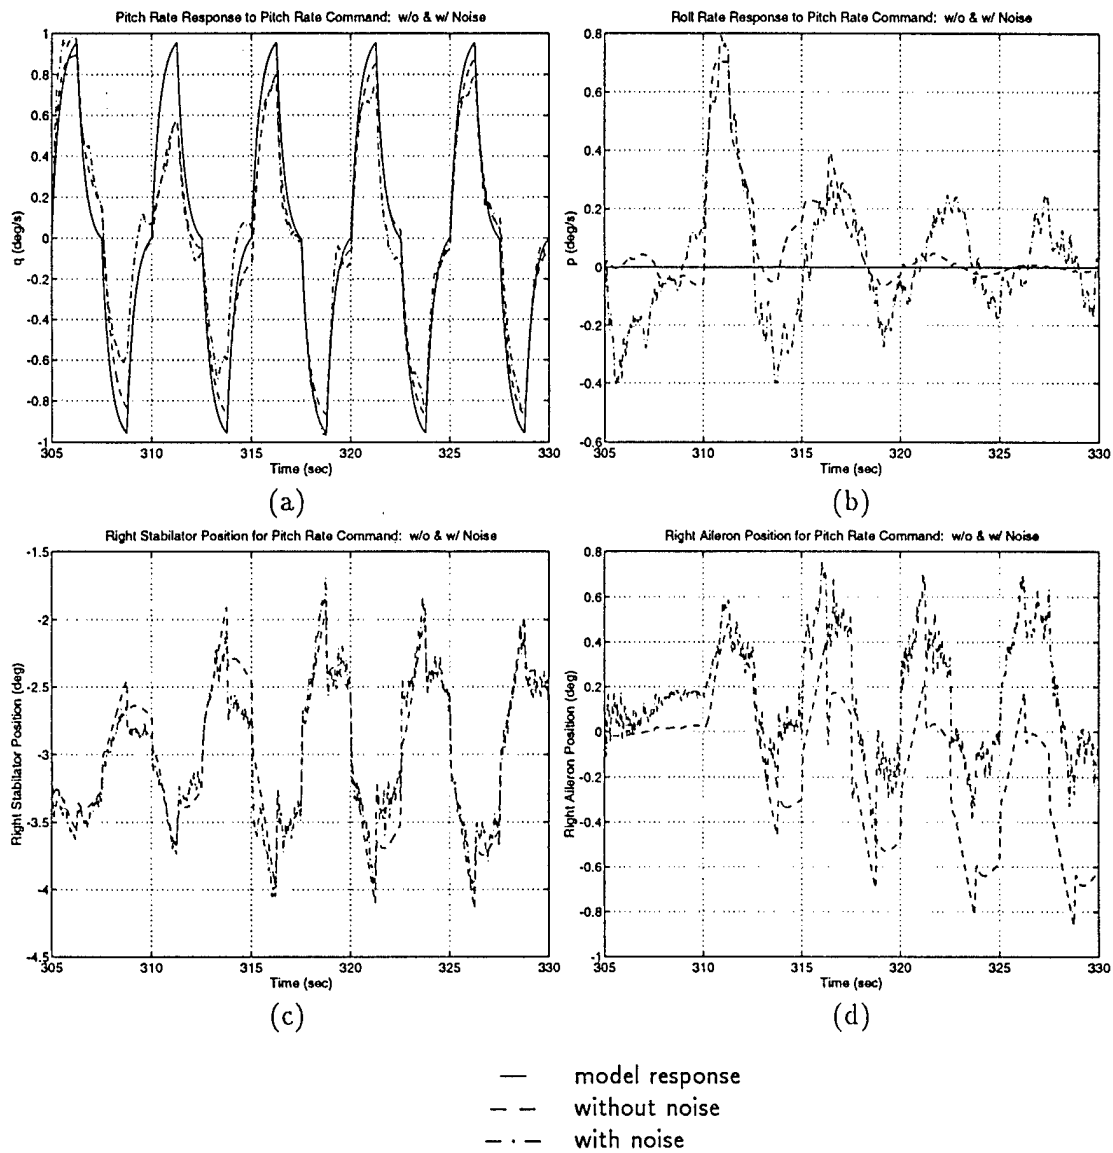 Pitch Rate Response to Pitch Rate Command: w/o & w/ Noise
1
0.8
0.6
0.4
0.2
0
-0.2
-0.4
-0.6
-0.8
-1
q (deg/s)
305 310 315 320 325 330
Time (sec)
(a)
Roll Rate Response to Pitch Rate Command: w/o & w/ Noise
0.8
0.6
0.4
0.2
0
-0.2
-0.4
-0.6
p (deg/s)
305 310 315 320 325 330
Time (sec)
(b)
Right Stabilator Position for Pitch Rate Command: w/o & w/ Noise
-1.5
-2
-2.5
-3
-3.5
-4
-4.5
Right Stabilator Position (deg)
305 310 315 320 325 330
Time (sec)
(c)
Right Aileron Position for Pitch Rate Command: w/o & w/ Noise
0.8
0.6
0.4
0.2
0
-0.2
-0.4
-0.6
-0.8
-1
Right Aileron Position (deg)
305 310 315 320 325 330
Time (sec)
(d)
model response
without noise
with noise